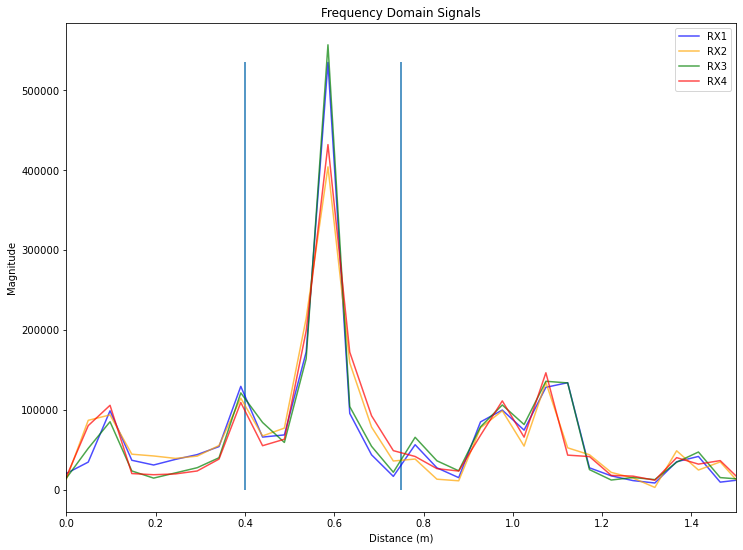 Frequency Domain Signals
RX1
RX2
RX3
RX4
500000
400000
300000
200000
100000
0
Magnitude
0.0 0.2 0.4 0.6 0.8 1.0 1.2 1.4
Distance (m)